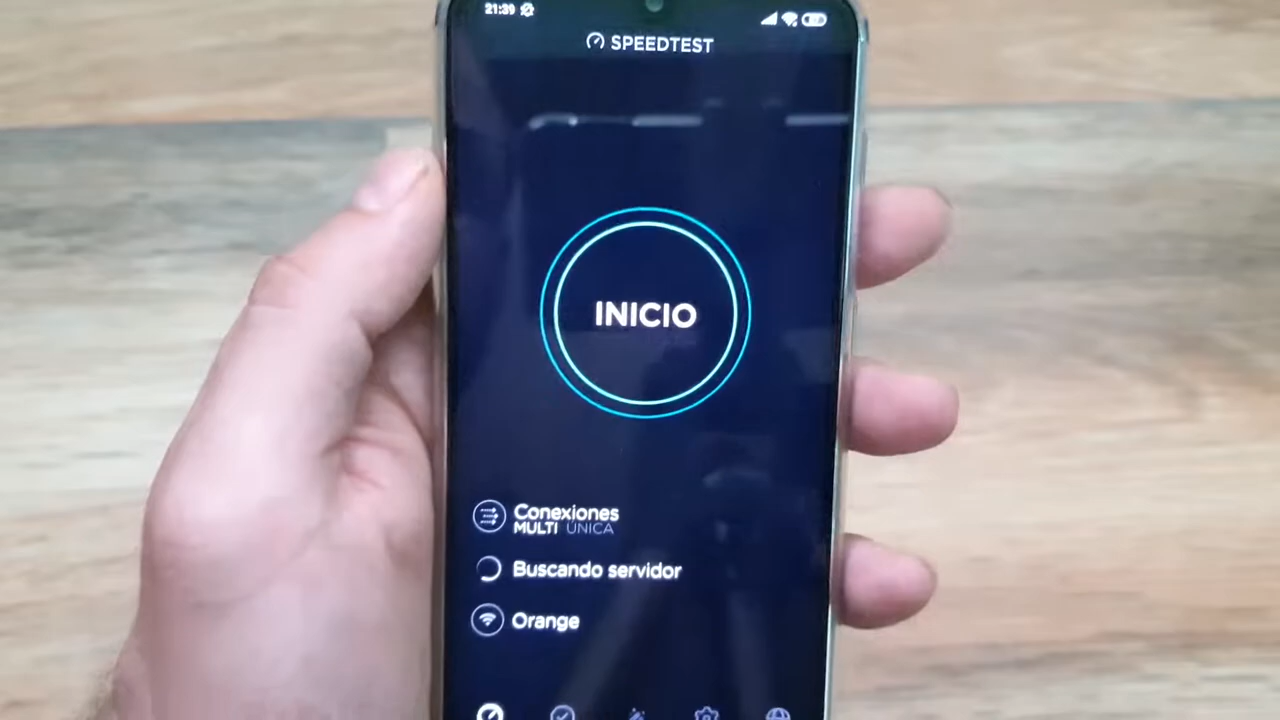 21:39
SPEEDTEST
INICIO
Conexiones
MULTI ÚNICA
Buscando servidor
Orange